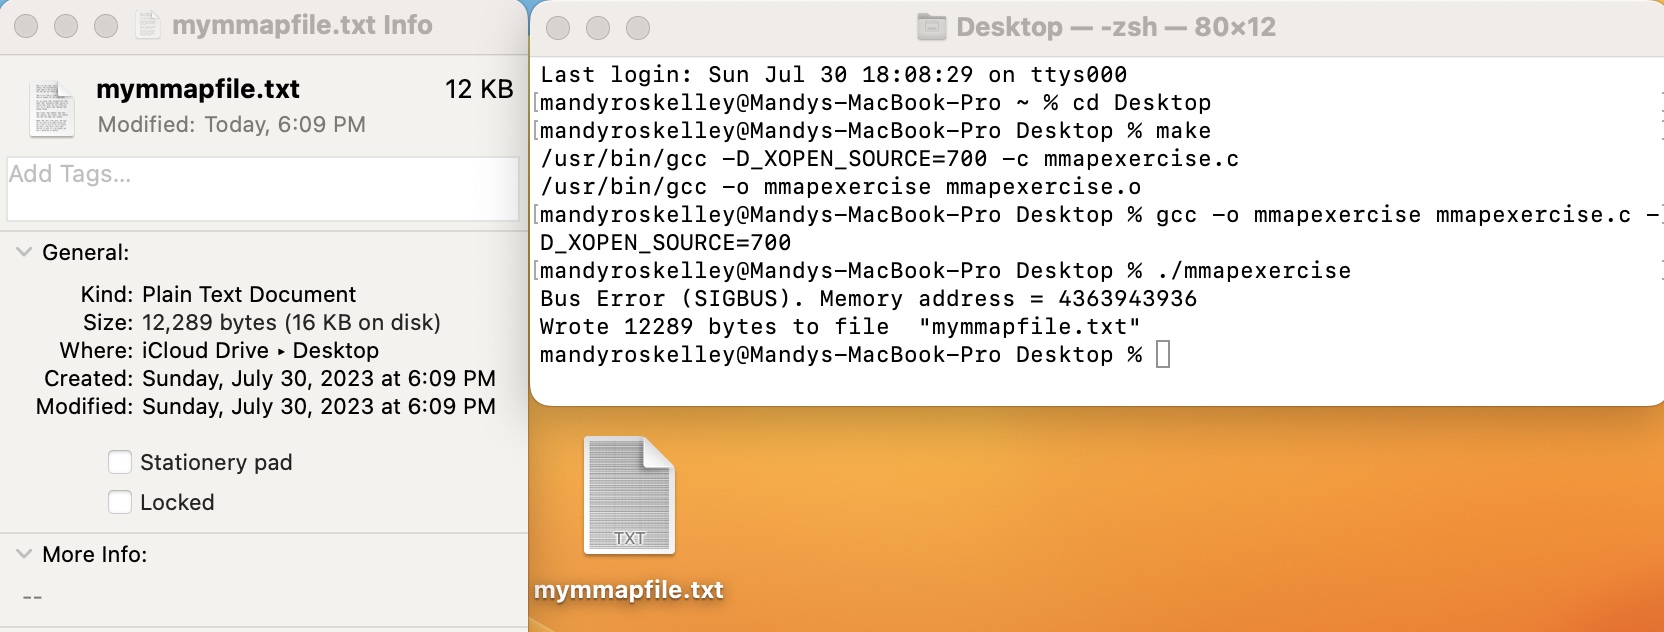 mymmapfile.txt Info
mymmapfile.txt 12 KB
Modified: Today, 6:09 PM
Add Tags...
General:
Kind: Plain Text Document
Size: 12,289 bytes (16 KB on disk)
Where: iCloud Drive ▸ Desktop
Created: Sunday, July 30, 2023 at 6:09 PM
Modified: Sunday, July 30, 2023 at 6:09 PM
Stationery pad
Locked
More Info:
--
Desktop — -zsh — 80×12
Last login: Sun Jul 30 18:08:29 on ttys000
mandyroskelley@Mandys-MacBook-Pro ~ % cd Desktop
mandyroskelley@Mandys-MacBook-Pro Desktop % make
/usr/bin/gcc -D_XOPEN_SOURCE=700 -c mmapexercise.c
/usr/bin/gcc -o mmapexercise mmapexercise.o
mandyroskelley@Mandys-MacBook-Pro Desktop % gcc -o mmapexercise mmapexercise.c -
D_XOPEN_SOURCE=700
mandyroskelley@Mandys-MacBook-Pro Desktop % ./mmapexercise
Bus Error (SIGBUS). Memory address = 4363943936
Wrote 12289 bytes to file  "mymmapfile.txt"
mandyroskelley@Mandys-MacBook-Pro Desktop %
TXT
mymmapfile.txt